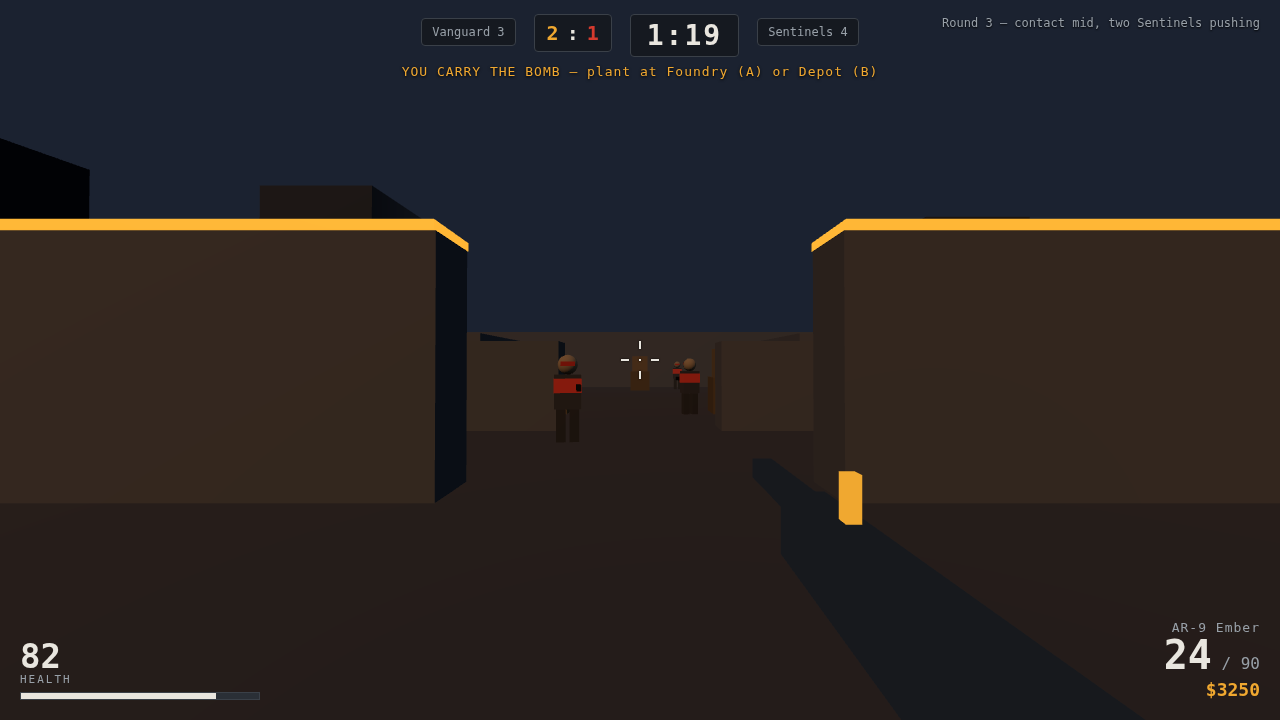 Vanguard 3
2 : 1
1:19
Sentinels 4
Round 3 — contact mid, two Sentinels pushing
YOU CARRY THE BOMB — plant at Foundry (A) or Depot (B)
82
HEALTH
AR-9 Ember
24 / 90
$3250